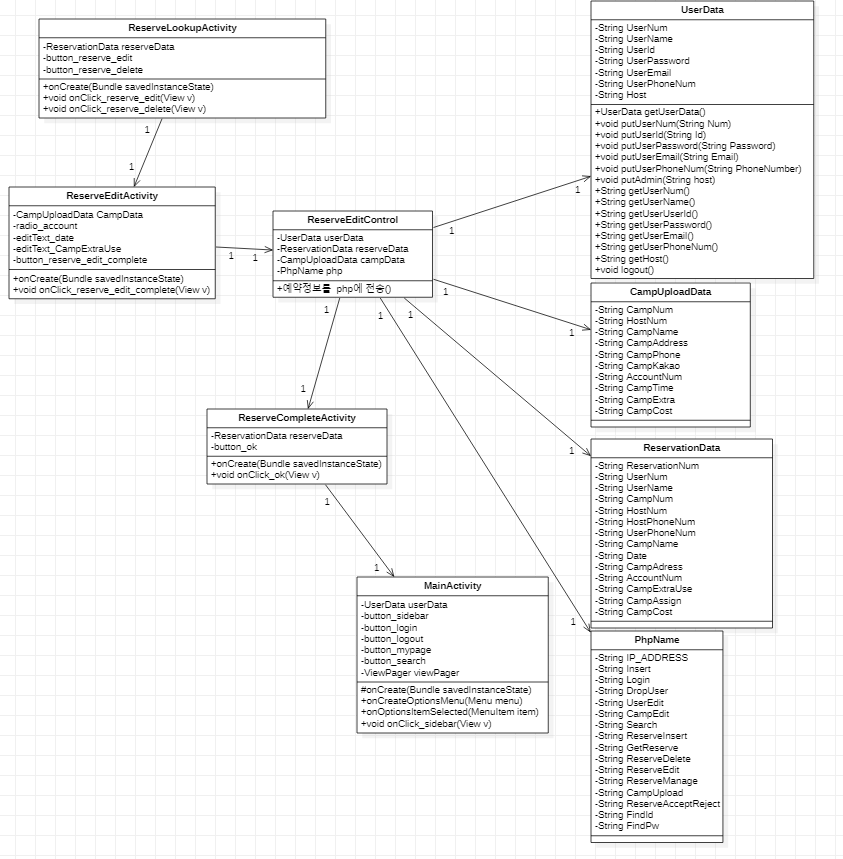 ReserveLookupActivity
-ReservationData reserveData
-button_reserve_edit
-button_reserve_delete
+onCreate(Bundle savedInstanceState)
+void onClick_reserve_edit(View v)
+void onClick_reserve_delete(View v)
1
1
ReserveEditActivity
-CampUploadData CampData
-radio_account
-editText_date
-editText_CampExtraUse
-button_reserve_edit_complete
+onCreate(Bundle savedInstanceState)
+void onClick_reserve_edit_complete(View v)
1
1
ReserveEditControl
-UserData userData
-ReservationData reserveData
-CampUploadData campData
-PhpName php
+예약정보를 php에 전송()
1
1
1
1
1
1
1
1
1
1
ReserveCompleteActivity
-ReservationData reserveData
-button_ok
+onCreate(Bundle savedInstanceState)
+void onClick_ok(View v)
1
1
MainActivity
-UserData userData
-button_sidebar
-button_login
-button_logout
-button_mypage
-button_search
-ViewPager viewPager
#onCreate(Bundle savedInstanceState)
+onCreateOptionsMenu(Menu menu)
+onOptionsItemSelected(MenuItem item)
+void onClick_sidebar(View v)
UserData
-String UserNum
-String UserName
-String UserId
-String UserPassword
-String UserEmail
-String UserPhoneNum
-String Host
+UserData getUserData()
+void putUserNum(String Num)
+void putUserId(String Id)
+void putUserPassword(String Password)
+void putUserEmail(String Email)
+void putUserPhoneNum(String PhoneNumber)
+void putAdmin(String host)
+String getUserNum()
+String getUserName()
+String getUserUserId()
+String getUserPassword()
+String getUserEmail()
+String getUserPhoneNum()
+String getHost()
+void logout()
CampUploadData
-String CampNum
-String HostNum
-String CampName
-String CampAddress
-String CampPhone
-String CampKakao
-String AccountNum
-String CampTime
-String CampExtra
-String CampCost
ReservationData
-String ReservationNum
-String UserNum
-String UserName
-String CampNum
-String HostNum
-String HostPhoneNum
-String UserPhoneNum
-String CampName
-String Date
-String CampAdress
-String AccountNum
-String CampExtraUse
-String CampAssign
-String CampCost
PhpName
-String IP_ADDRESS
-String Insert
-String Login
-String DropUser
-String UserEdit
-String CampEdit
-String Search
-String ReserveInsert
-String GetReserve
-String ReserveDelete
-String ReserveEdit
-String ReserveManage
-String CampUpload
-String ReserveAcceptReject
-String FindId
-String FindPw